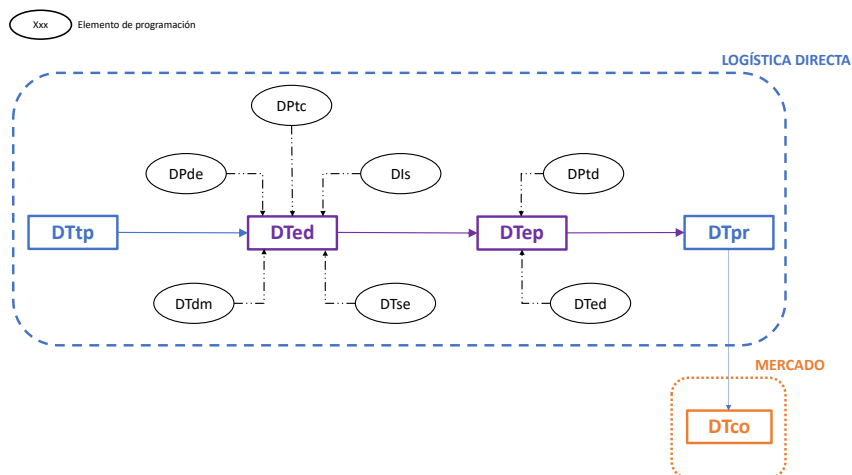 Xxx Elemento de programación
LOGÍSTICA DIRECTA
DPtc
DPde
DIs
DPtd
DTtp
DTed
DTep
DTpr
DTdm
DTse
DTed
MERCADO
DTco